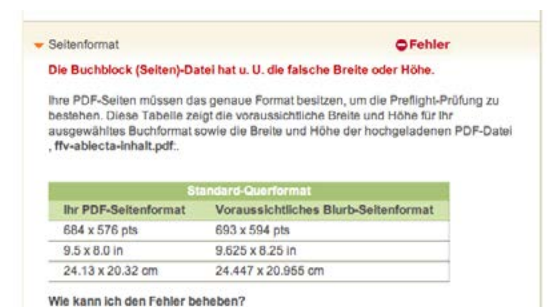 Seitenformat Fehler
Die Buchblock (Seiten)-Datei hat u. U. die falsche Breite oder Höhe.
Ihre PDF-Seiten müssen das genaue Format besitzen, um die Preflight-Prüfung zu
bestehen. Diese Tabelle zeigt die voraussichtliche Breite und Höhe für Ihr
ausgewähltes Buchformat sowie die Breite und Höhe der hochgeladenen PDF-Datei
, ffv-ablecta-inhalt.pdf:.
Standard-Querformat
Ihr PDF-Seitenformat Voraussichtliches Blurb-Seitenformat
684 x 576 pts 693 x 594 pts
9.5 x 8.0 in 9.625 x 8.25 in
24.13 x 20.32 cm 24.447 x 20.955 cm
Wie kann ich den Fehler beheben?